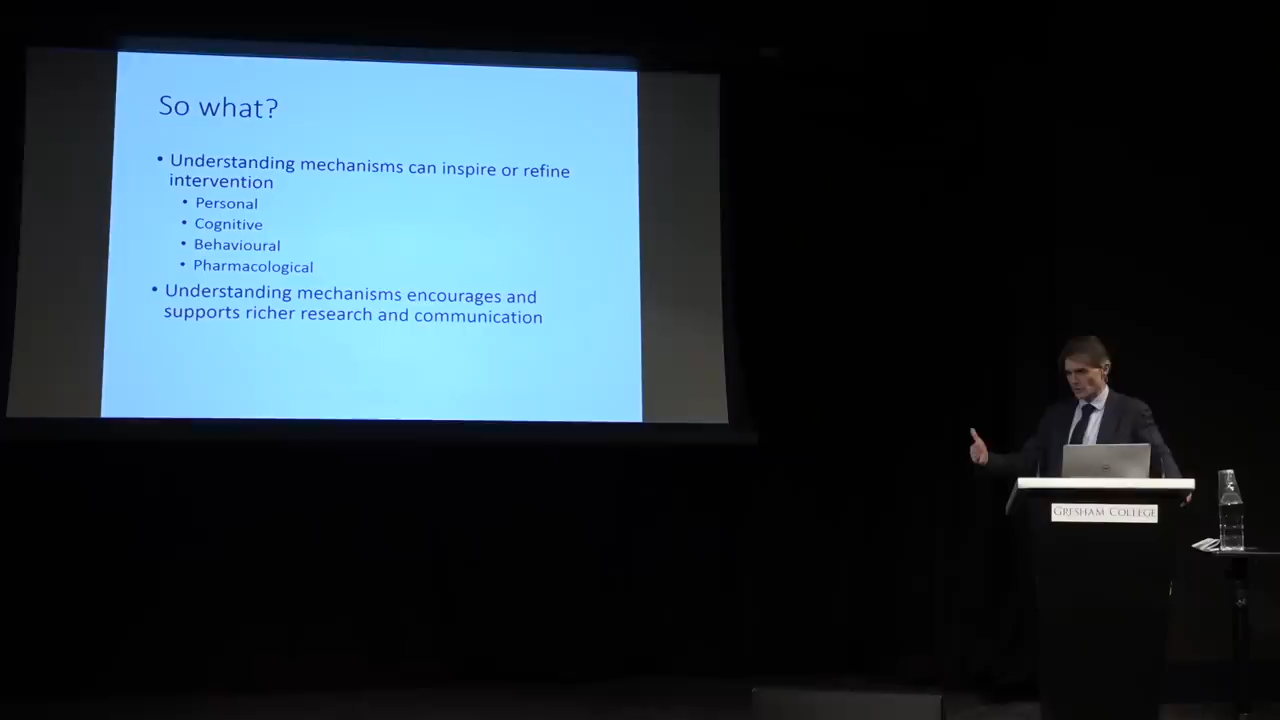 So what?
• Understanding mechanisms can inspire or refine
intervention
• Personal
• Cognitive
• Behavioural
• Pharmacological
• Understanding mechanisms encourages and
supports richer research and communication
GRESHAM COLLEGE